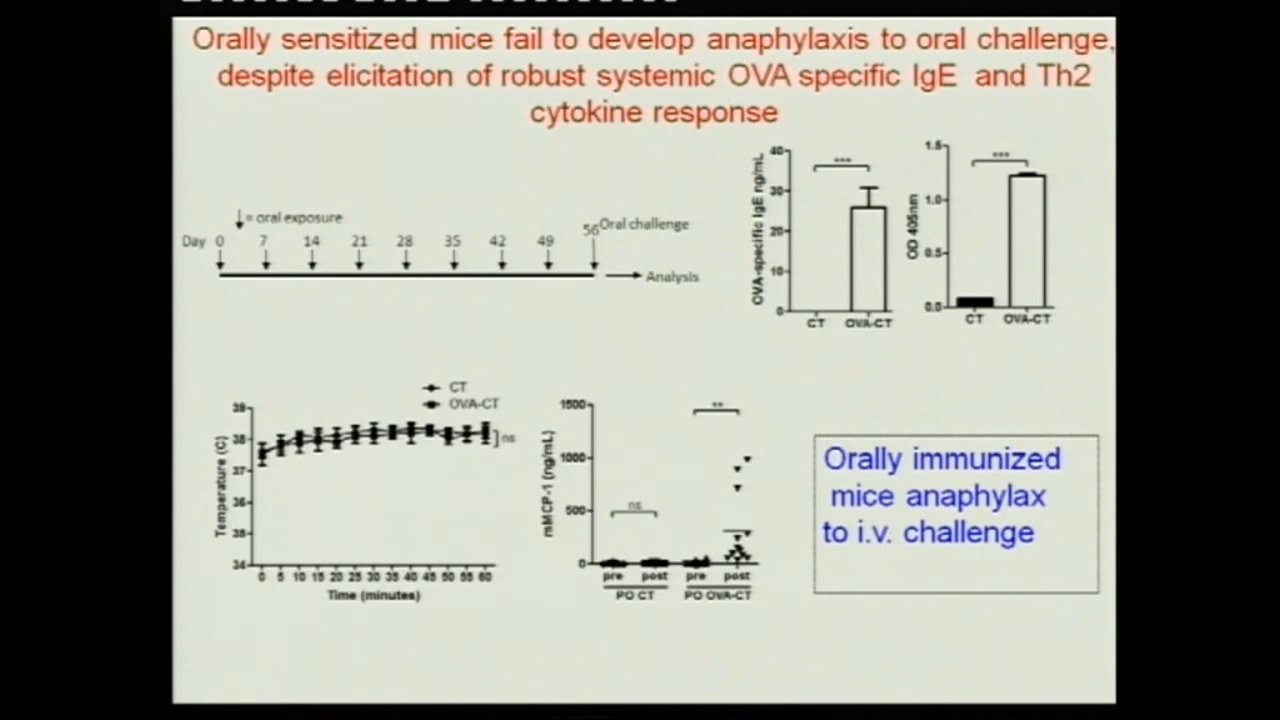 Orally sensitized mice fail to develop anaphylaxis to oral challenge,
despite elicitation of robust systemic OVA specific IgE and Th2
cytokine response
= oral exposure
Day 0 7 14 21 28 35 42 49 56 Oral challenge
Analysis
OVA-specific IgE ng/mL
40
30
20
10
0
***
CT OVA-CT
OD 405nm
1.5
1.0
0.5
0.0
***
CT OVA-CT
CT
OVA-CT
Temperature (C)
39
38
37
36
35
34
ns
0 5 10 15 20 25 30 35 40 45 50 55 60
Time (minutes)
mMCP-1 (ng/mL)
1500
1000
500
0
ns
**
pre post pre post
PO CT PO OVA-CT
Orally immunized
mice anaphylax
to i.v. challenge